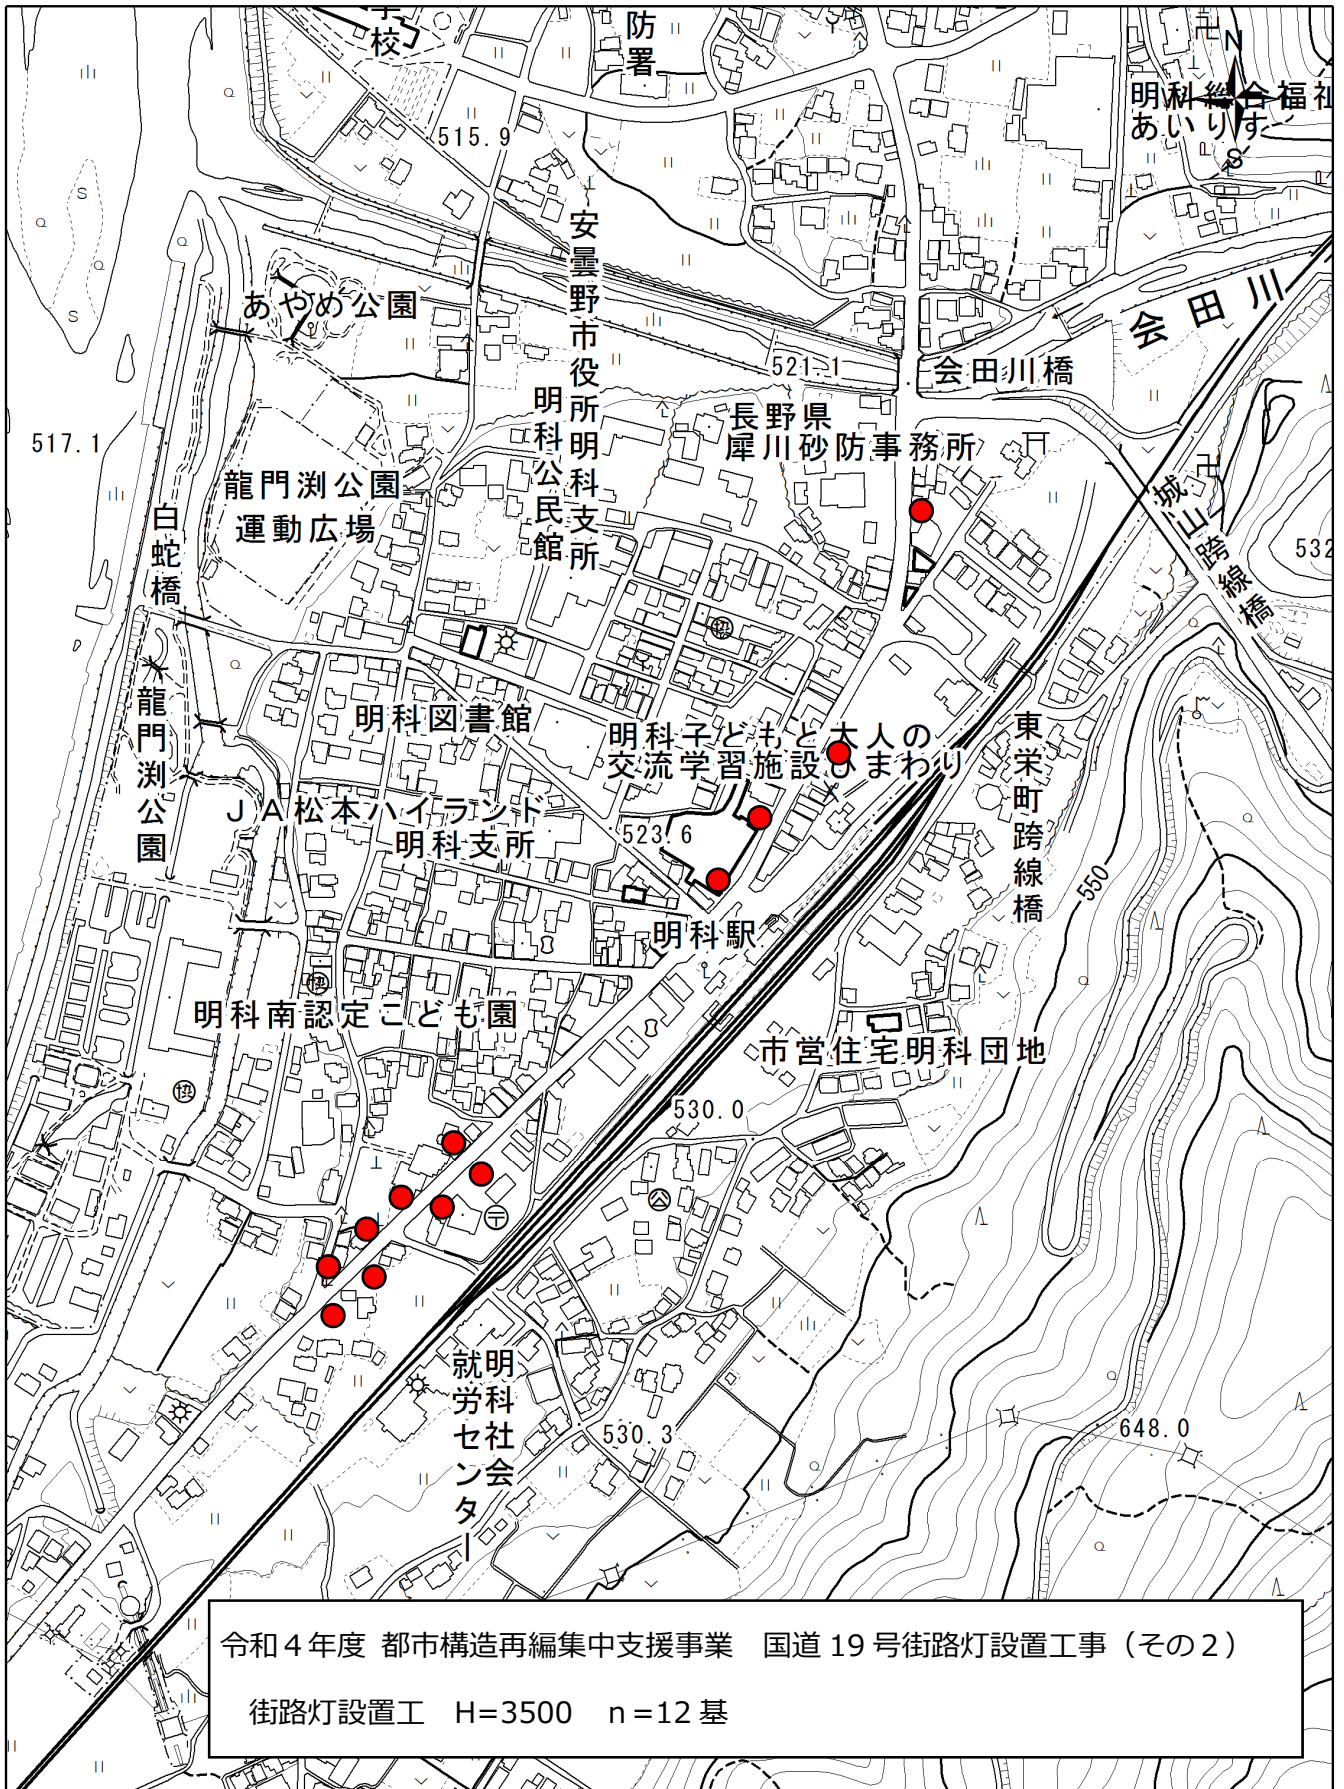 学校
防署
N
明科総合福祉
あいりす
S
515.9
安曇野市役所明科支所
あやめ公園
会田川
521.1
会田川橋
明科公民館
長野県
犀川砂防事務所
517.1
龍門渕公園
運動広場
白蛇橋
城山跨線橋
532
龍門渕公園
明科図書館
明科子どもと大人の
交流学習施設ひまわり
東栄町跨線橋
JA松本ハイランド
明科支所
523.6
550
明科駅
明科南認定こども園
市営住宅明科団地
530.0
明科社会
就労センター
530.3
648.0
令和4年度 都市構造再編集中支援事業 国道19号街路灯設置工事（その2）
街路灯設置工 H=3500 n=12基